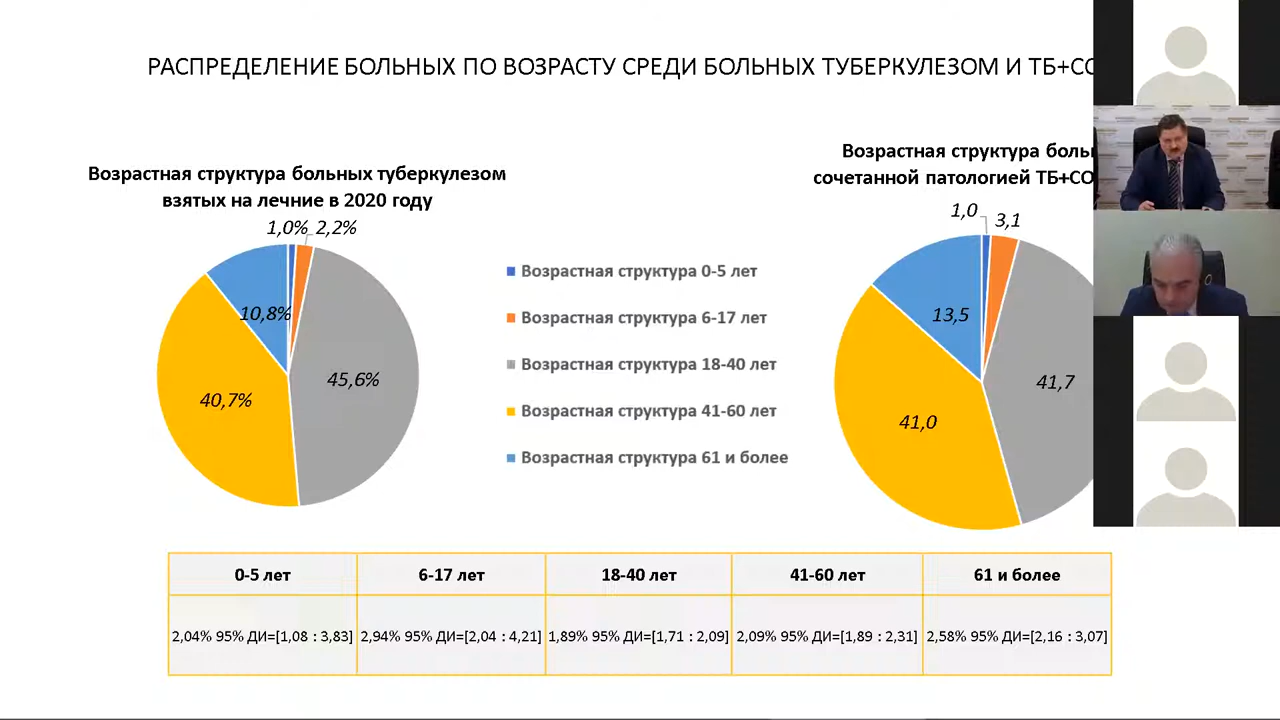 РАСПРЕДЕЛЕНИЕ БОЛЬНЫХ ПО ВОЗРАСТУ СРЕДИ БОЛЬНЫХ ТУБЕРКУЛЕЗОМ И
Возрастная структура больных туберкулезом
взятых на лечние в 2020 году
1,0% 2,2%
10,8%
45,6%
40,7%
Возрастная структура 0-5 лет
Возрастная структура 6-17 лет
Возрастная структура 18-40 лет
Возрастная структура 41-60 лет
Возрастная структура 61 и более
Возрастная структура
сочетанной патологией
1,0
3,1
13,5
41,7
41,0
0-5 лет 6-17 лет 18-40 лет 41-60 лет 61 и более
2,04% 95% ДИ=[1,08 : 3,83] 2,94% 95% ДИ=[2,04 : 4,21] 1,89% 95% ДИ=[1,71 : 2,09] 2,09% 95% ДИ=[1,89 : 2,31] 2,58% 95% ДИ=[2,16 : 3,07]